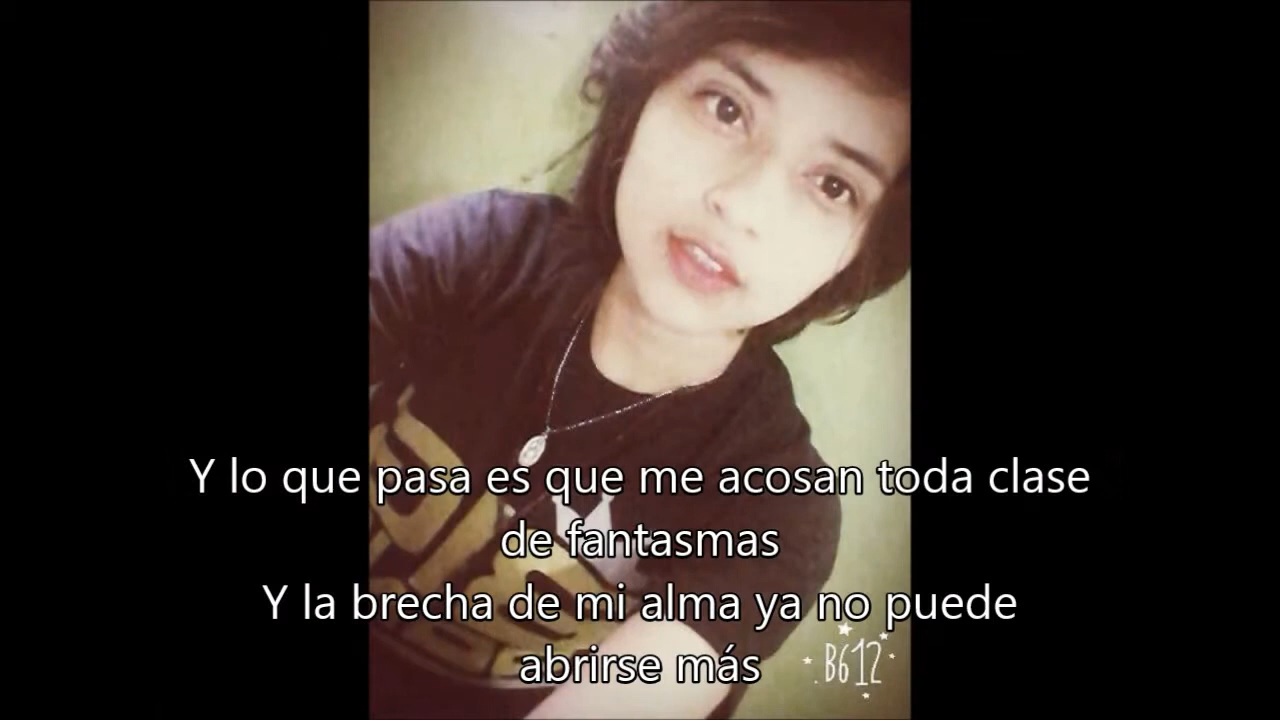 Y lo que pasa es que me acosan toda clase
de fantasmas
Y la brecha de mi alma ya no puede
abrirse más
B612